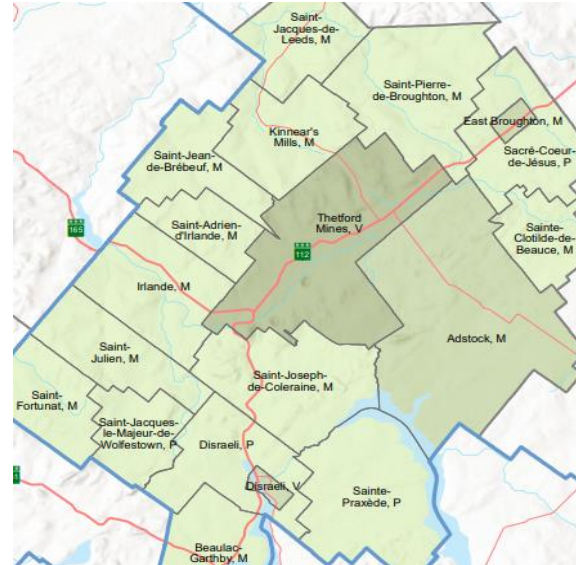 Saint-
Jacques-de-
Leeds, M
Saint-Pierre-
de-Broughton, M
East Broughton, M
Kinnear's
Mills, M
Sacré-Coeur-
de-Jésus, P
Saint-Jean-
de-Brébeuf, M
Saint-Adrien-
d'Irlande, M
Thetford
Mines, V
Sainte-
Clotilde-de-
Beauce, M
165
112
Irlande, M
Adstock, M
Saint-
Julien, M
Saint-Joseph-
de-Coleraine, M
Saint-
Fortunat, M
Saint-Jacques-
le-Majeur-de-
Wolfestown, P
Disraeli, P
Disraeli, V
Sainte-
Praxède, P
Beaulac-
Garthby, M